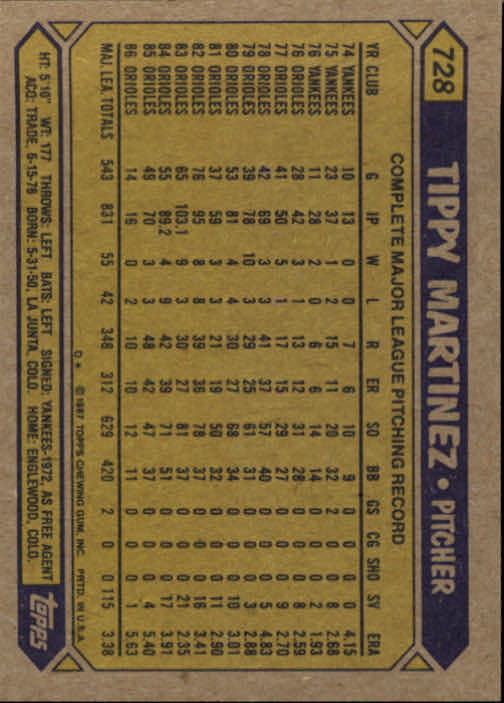 728
TIPPY MARTINEZ • PITCHER
COMPLETE MAJOR LEAGUE PITCHING RECORD
YR CLUB G IP W L R ER SO BB GS CG SHO SV ERA
74 YANKEES 10 13 0 0 7 6 10 9 0 0 0 0 4.15
75 YANKEES 23 37 1 2 15 11 20 32 2 0 0 8 2.68
76 YANKEES 11 28 2 0 6 6 14 14 0 0 0 2 1.93
76 ORIOLES 28 42 3 1 13 12 31 28 0 0 0 8 2.59
77 ORIOLES 41 50 5 1 17 15 29 27 0 0 0 9 2.70
78 ORIOLES 42 69 3 3 41 37 57 40 0 0 0 5 4.83
79 ORIOLES 39 78 10 3 29 25 61 31 0 0 0 3 2.88
80 ORIOLES 53 81 4 4 30 27 68 34 0 0 0 10 3.01
81 ORIOLES 37 59 3 3 21 19 50 32 0 0 0 11 2.90
82 ORIOLES 76 95 8 8 39 36 78 37 0 0 0 16 3.41
83 ORIOLES 65 103.1 9 3 30 27 81 37 0 0 0 21 2.35
84 ORIOLES 55 89.2 4 9 42 39 71 51 0 0 0 17 3.91
85 ORIOLES 49 70 3 3 48 42 47 37 0 0 0 4 5.40
86 ORIOLES 14 16 0 2 10 10 12 11 0 0 0 1 5.63
MAJ. LEA. TOTALS 543 831 55 42 348 312 629 420 2 0 0 115 3.38
D* © 1987 TOPPS CHEWING GUM, INC. PRTD. IN U.S.A.
HT: 5'10" WT: 177 THROWS: LEFT BATS: LEFT SIGNED: YANKEES-1972, AS FREE AGENT
ACQ: TRADE, 6-15-76 BORN: 5-31-50, LA JUNTA, COLO. HOME: ENGLEWOOD, COLO.
topps